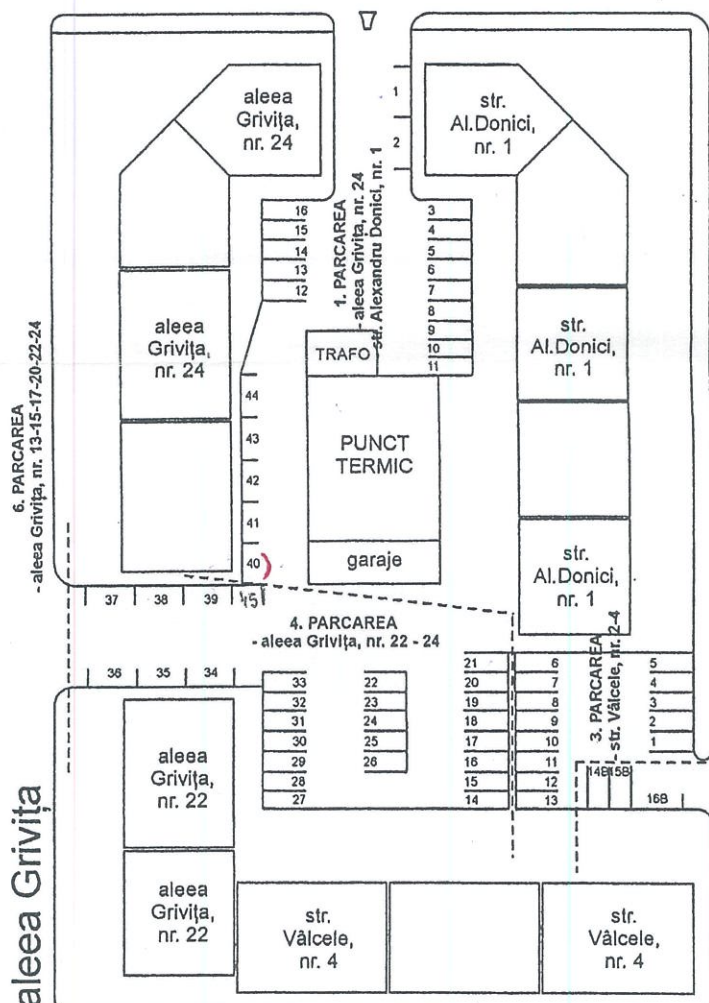 aleea
Grivița,
nr. 24
str.
Al.Donici,
nr. 1
1
2
1. PARCAREA
- aleea Grivița, nr. 24
str. Alexandru Donici, nr. 1
16
15
14
13
12
3
4
5
6
7
8
9
10
11
TRAFO
aleea
Grivița,
nr. 24
str.
Al.Donici,
nr. 1
6. PARCAREA
- aleea Grivița, nr. 13-15-17-20-22-24
44
43
42
41
40
PUNCT
TERMIC
garaje
str.
Al.Donici,
nr. 1
37
38
39
45
4. PARCAREA
- aleea Grivița, nr. 22 - 24
36
35
34
33
32
31
30
29
28
27
22
23
24
25
26
21
20
19
18
17
16
15
14
6
7
8
9
10
11
12
13
3. PARCAREA
- str. Vâlcele, nr. 2-4
5
4
3
2
1
14B
15B
16B
aleea
Grivița,
nr. 22
aleea
Grivița,
nr. 22
str.
Vâlcele,
nr. 4
str.
Vâlcele,
nr. 4
aleea Grivița